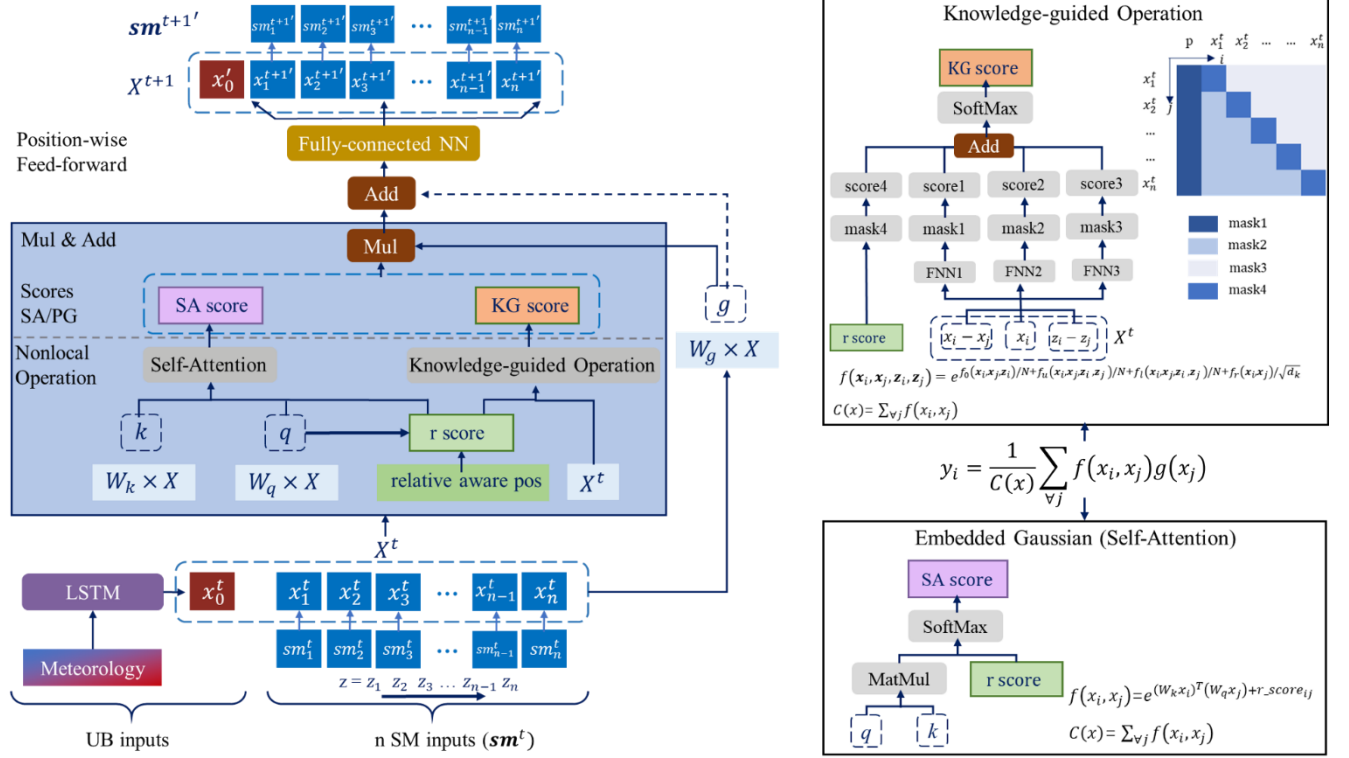 sm^{t+1′}
sm_1^{t+1′} sm_2^{t+1′} sm_3^{t+1′} ... sm_{n−1}^{t+1′} sm_n^{t+1′}
X^{t+1}
x_0′ x_1^{t+1′} x_2^{t+1′} x_3^{t+1′} ... x_{n−1}^{t+1′} x_n^{t+1′}
Position-wise
Feed-forward
Fully-connected NN
Add
Mul & Add
Mul
Scores
SA/PG
SA score
KG score
g
W_g × X
Nonlocal
Operation
Self-Attention
Knowledge-guided Operation
k
q
r score
W_k × X
W_q × X
relative aware pos
X^t
X^t
LSTM
x_0^t
x_1^t x_2^t x_3^t ... x_{n−1}^t x_n^t
sm_1^t sm_2^t sm_3^t ... sm_{n−1}^t sm_n^t
Meteorology
z = z_1 z_2 z_3 ... z_{n−1} z_n
UB inputs
n SM inputs (sm^t)
Knowledge-guided Operation
KG score
SoftMax
Add
score4 score1 score2 score3
mask4 mask1 mask2 mask3
FNN1 FNN2 FNN3
r score
x_i − x_j x_i z_i − z_j X^t
p x_1^t x_2^t ... ... x_n^t
i
x_1^t
x_2^t j
...
...
x_n^t
mask1
mask2
mask3
mask4
f(x_i, x_j, z_i, z_j) = e^{f_0(x_i,x_j,z_i)/N+f_u(x_i,x_j,z_i,z_j)/N+f_l(x_i,x_j,z_i,z_j)/N+f_r(x_i,x_j)/√d_k}
C(x) = ∑_{∀j} f(x_i, x_j)
y_i = \frac{1}{C(x)} ∑_{∀j} f(x_i, x_j)g(x_j)
Embedded Gaussian (Self-Attention)
SA score
SoftMax
MatMul
r score
q
k
f(x_i, x_j)=e^{(W_k x_i)^T(W_q x_j)+r_score_{ij}}
C(x) = ∑_{∀j} f(x_i, x_j)